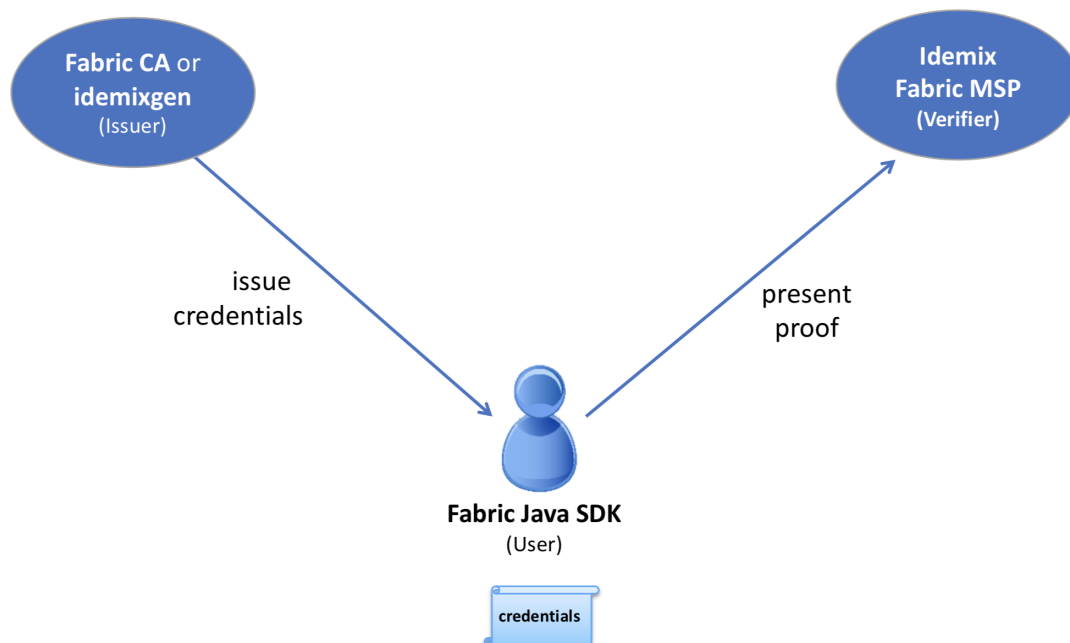 Fabric CA or
idemixgen
(Issuer)
Idemix
Fabric MSP
(Verifier)
issue
credentials
present
proof
Fabric Java SDK
(User)
credentials